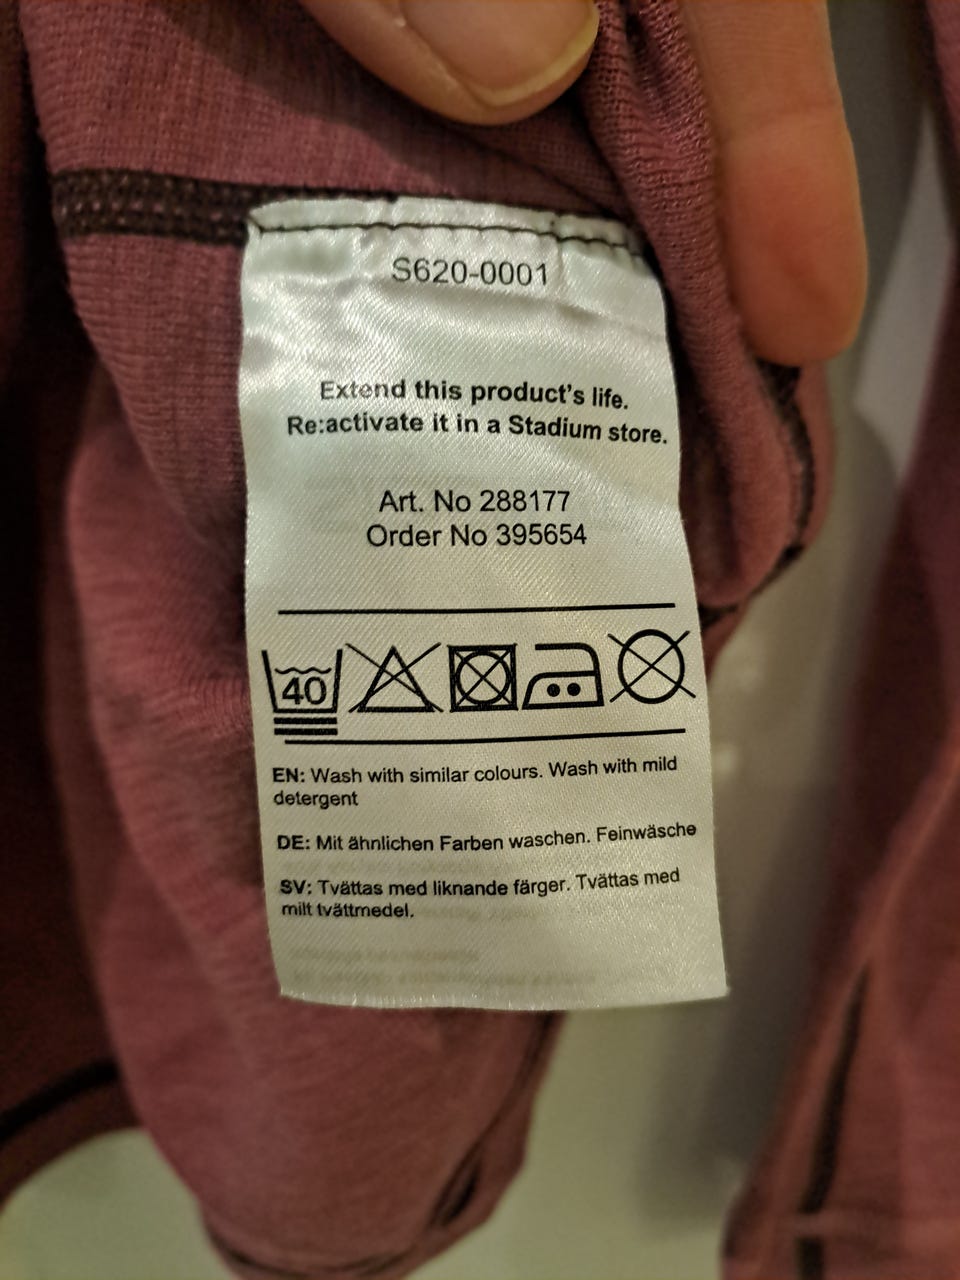 S620-0001
Extend this product's life.
Re:activate it in a Stadium store.
Art. No 288177
Order No 395654
40
EN: Wash with similar colours. Wash with mild
detergent
DE: Mit ähnlichen Farben waschen. Feinwäsche
SV: Tvättas med liknande färger. Tvättas med
milt tvättmedel.